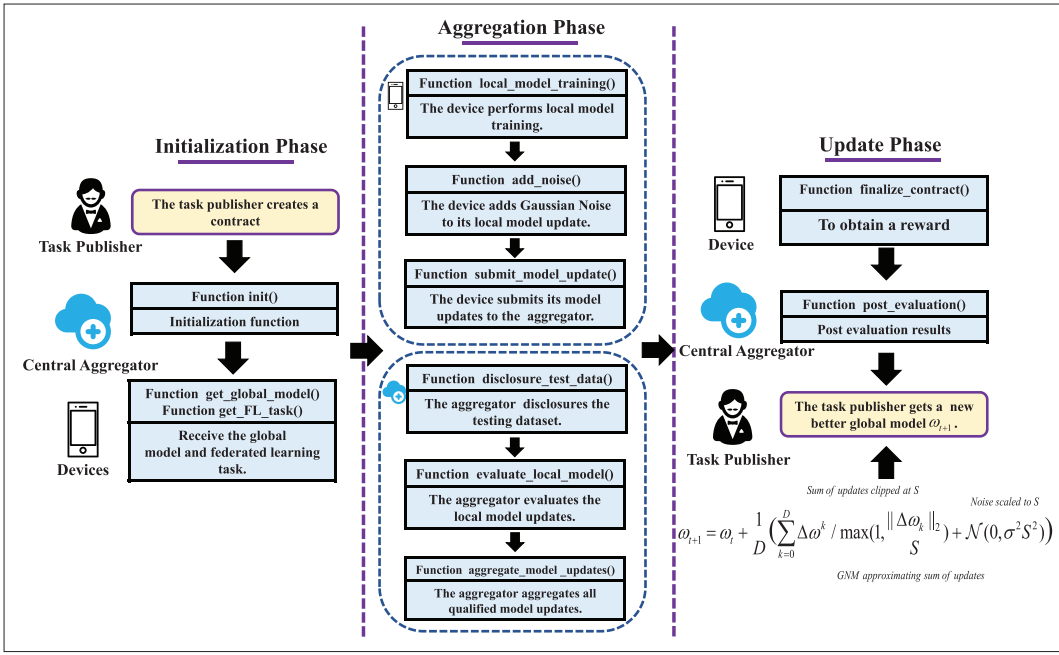 Initialization Phase
The task publisher creates a
contract
Task Publisher
Function init()
Initialization function
Central Aggregator
Function get_global_model()
Function get_FL_task()
Receive the global
model and federated learning
task.
Devices
Aggregation Phase
Function local_model_training()
The device performs local model
training.
Function add_noise()
The device adds Gaussian Noise
to its local model update.
Function submit_model_update()
The device submits its model
updates to the aggregator.
Function disclosure_test_data()
The aggregator disclosures the
testing dataset.
Function evaluate_local_model()
The aggregator evaluates the
local model updates.
Function aggregate_model_updates()
The aggregator aggregates all
qualified model updates.
Update Phase
Function finalize_contract()
To obtain a reward
Device
Function post_evaluation()
Post evaluation results
Central Aggregator
The task publisher gets a new
better global model ω_{t+1}.
Task Publisher
Sum of updates clipped at S
Noise scaled to S
ω_{t+1} = ω_t + 1/D (∑_{k=0}^{D} Δω^k / max(1, ||Δω_k||_2 / S) + N(0, σ²S²))
GNM approximating sum of updates